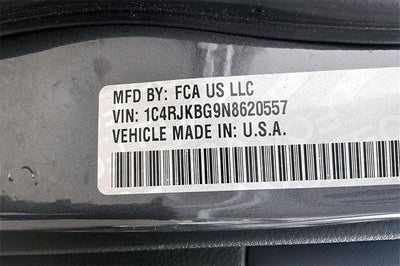 MFD BY: FCA US LLC
VIN: 1C4RJKBG9N8620557
VEHICLE MADE IN: U.S.A.